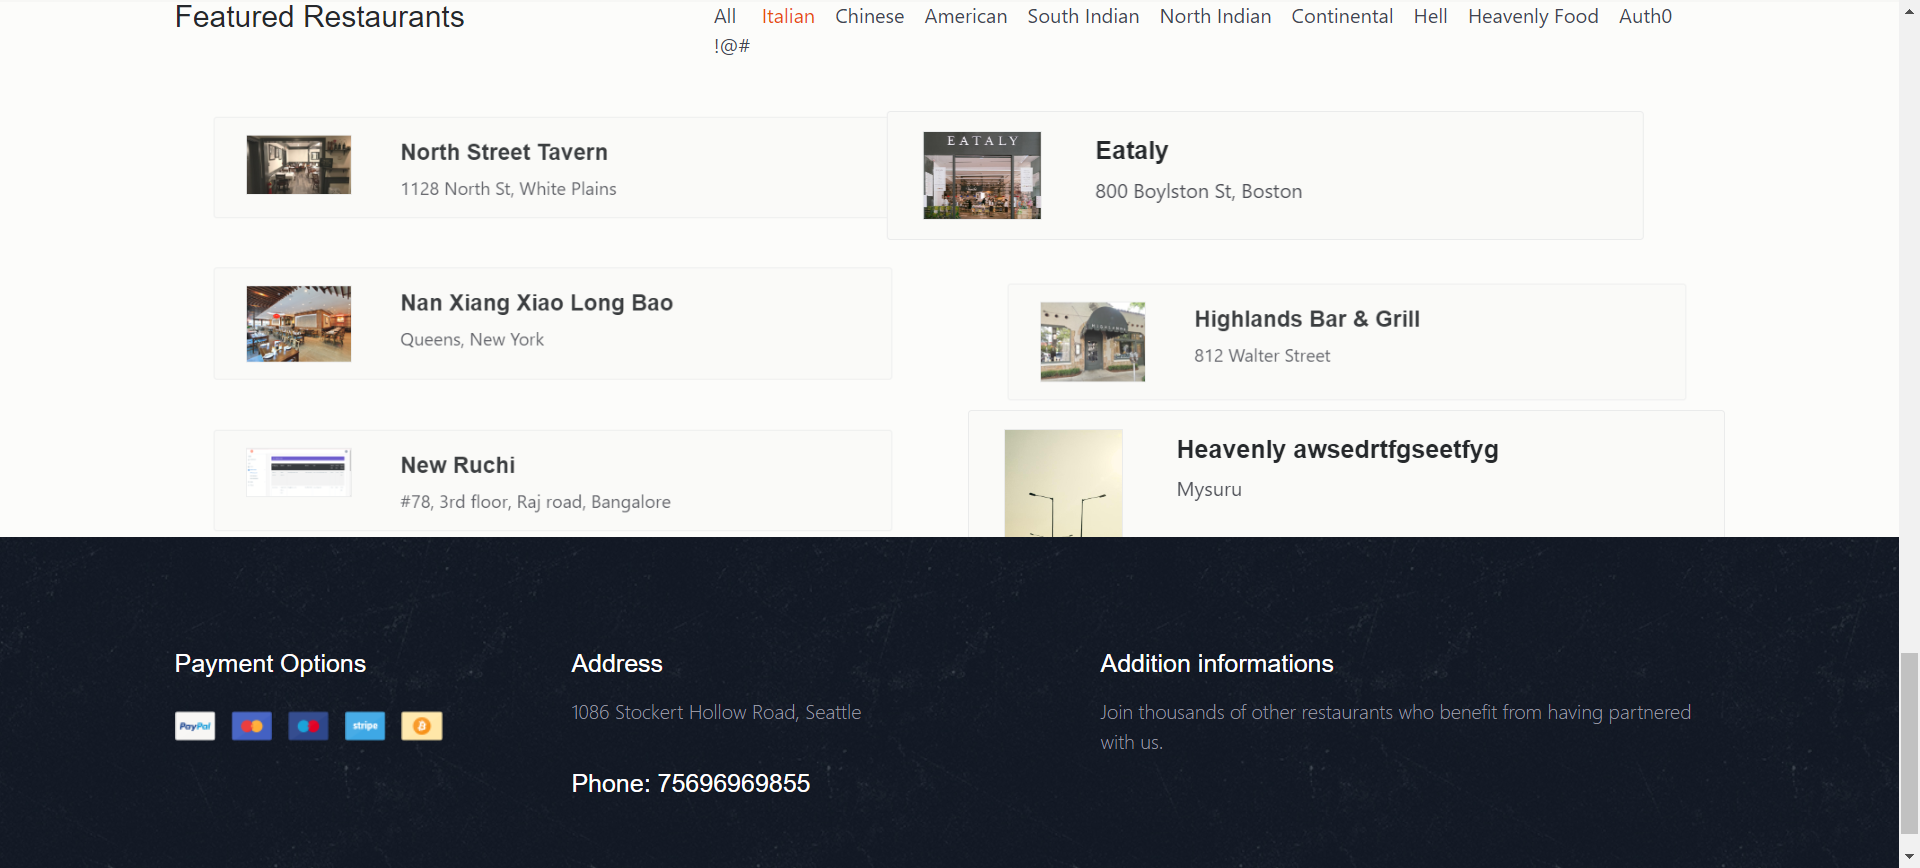 Featured Restaurants
All Italian Chinese American South Indian North Indian Continental Hell Heavenly Food Auth0
!@#
North Street Tavern
1128 North St, White Plains
EATALY
Eataly
800 Boylston St, Boston
Nan Xiang Xiao Long Bao
Queens, New York
Highlands Bar & Grill
812 Walter Street
New Ruchi
#78, 3rd floor, Raj road, Bangalore
Heavenly awsedrtfgseetfyg
Mysuru
Payment Options
PayPal stripe
Address
1086 Stockert Hollow Road, Seattle
Phone: 75696969855
Addition informations
Join thousands of other restaurants who benefit from having partnered
with us.